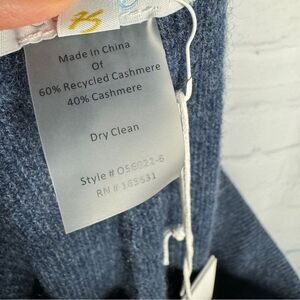 Made In China
Of
60% Recycled Cashmere
40% Cashmere
Dry Clean
Style # OS6022-6
RN # 165531